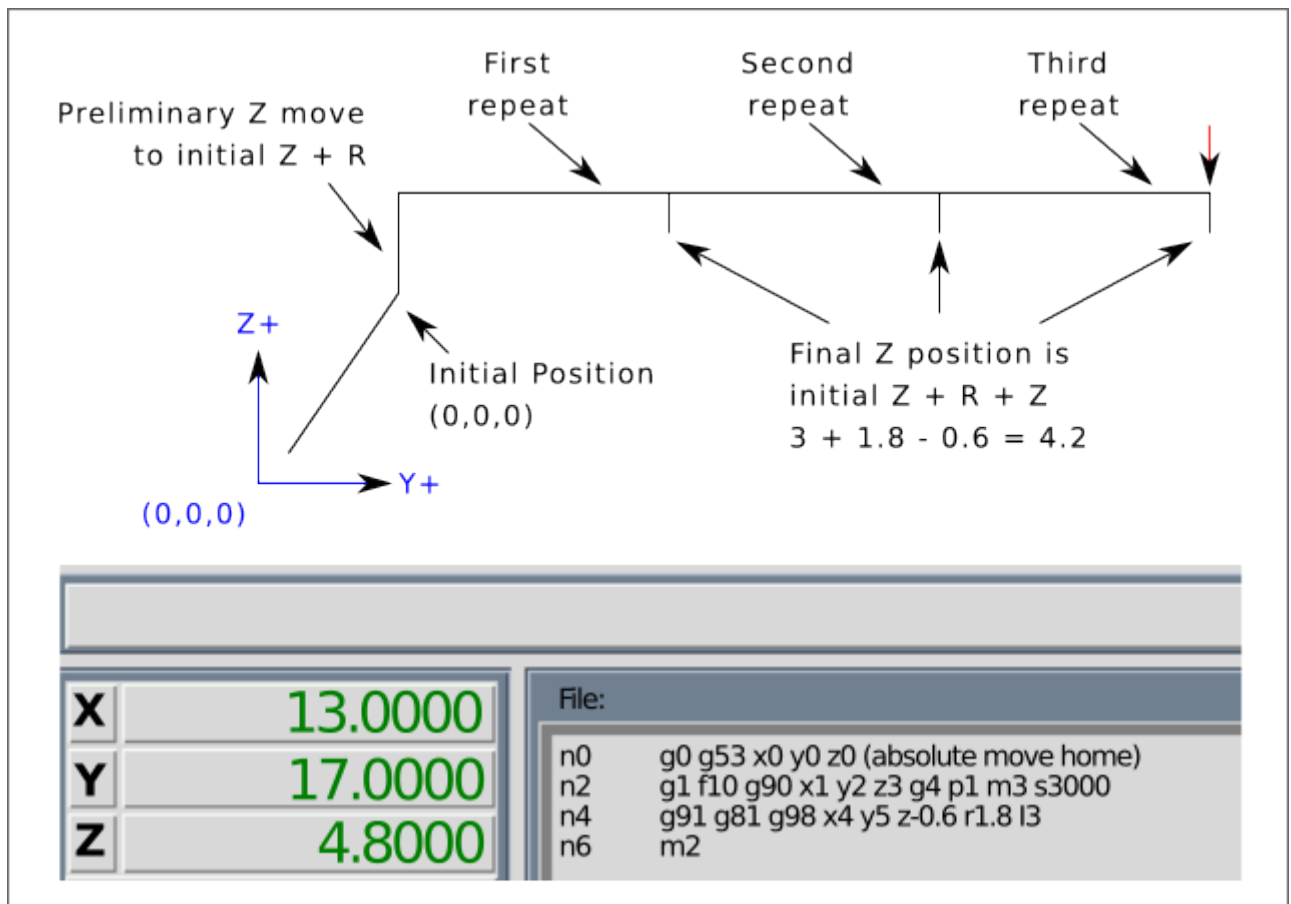 First
repeat
Second
repeat
Third
repeat
Preliminary Z move
to initial Z + R
Z+
Initial Position
(0,0,0)
Final Z position is
initial Z + R + Z
3 + 1.8 - 0.6 = 4.2
Y+
(0,0,0)
X 13.0000
Y 17.0000
Z 4.8000
File:
n0 g0 g53 x0 y0 z0 (absolute move home)
n2 g1 f10 g90 x1 y2 z3 g4 p1 m3 s3000
n4 g91 g81 g98 x4 y5 z-0.6 r1.8 l3
n6 m2